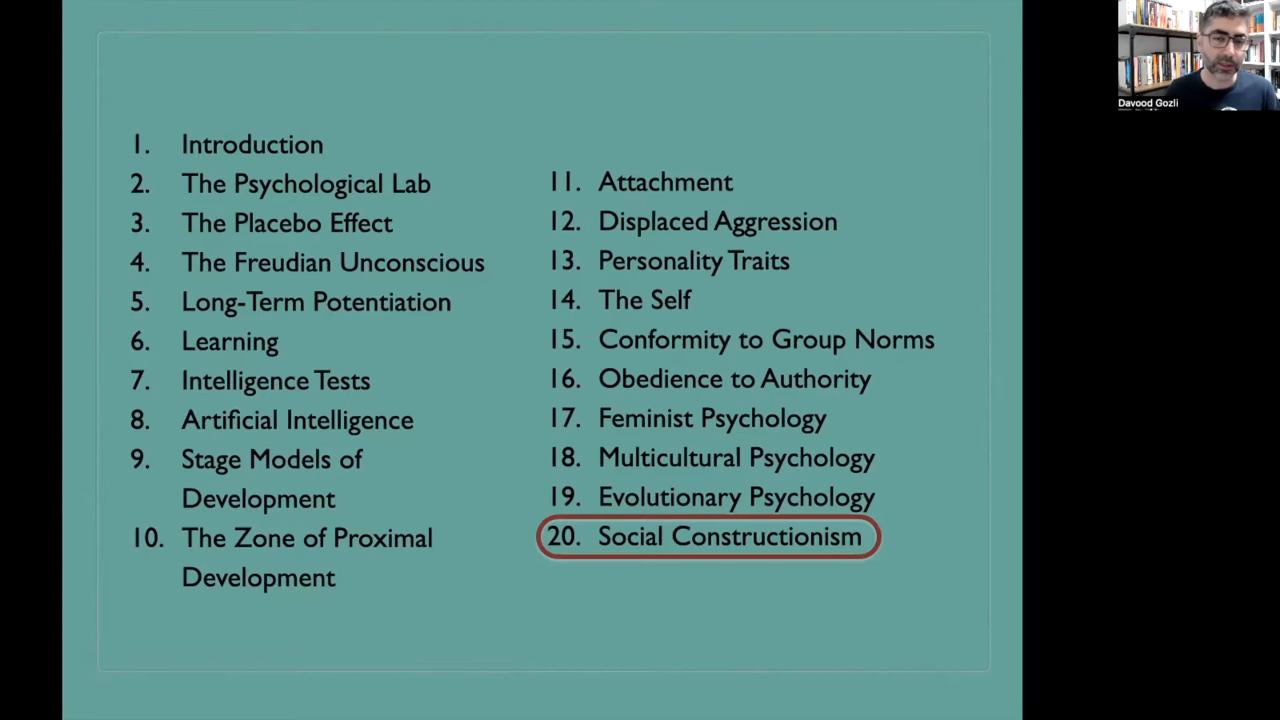 1. Introduction
2. The Psychological Lab
3. The Placebo Effect
4. The Freudian Unconscious
5. Long-Term Potentiation
6. Learning
7. Intelligence Tests
8. Artificial Intelligence
9. Stage Models of
Development
10. The Zone of Proximal
Development
11. Attachment
12. Displaced Aggression
13. Personality Traits
14. The Self
15. Conformity to Group Norms
16. Obedience to Authority
17. Feminist Psychology
18. Multicultural Psychology
19. Evolutionary Psychology
20. Social Constructionism
Davood Gozli